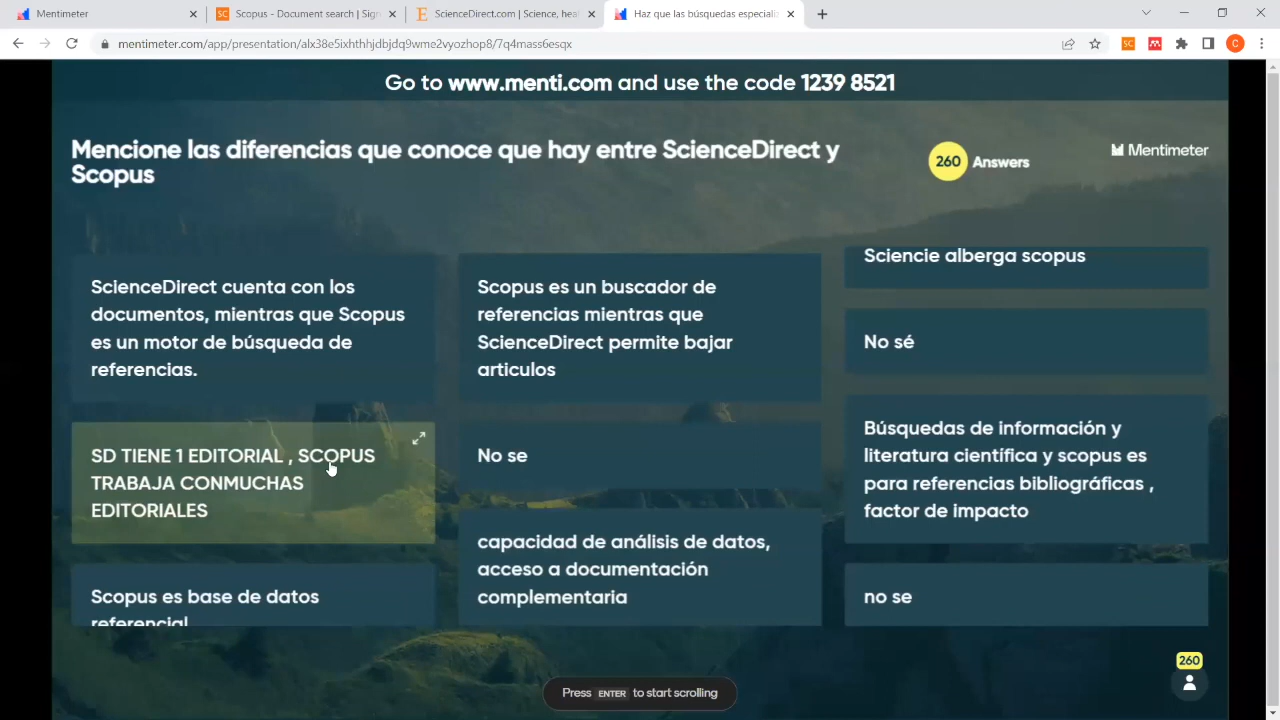 Mentimeter
Scopus - Document search | Sign
ScienceDirect.com | Science, heal
Haz que las búsquedas especializ
mentimeter.com/app/presentation/
Go to www.menti.com and use the code 1239 8521
Mencione las diferencias que conoce que hay entre ScienceDirect y
Scopus
260 Answers
Mentimeter
ScienceDirect cuenta con los
documentos, mientras que Scopus
es un motor de búsqueda de
referencias.
SD TIENE 1 EDITORIAL , SCOPUS
TRABAJA CONMUCHAS
EDITORIALES
Scopus es base de datos
referencial
Scopus es un buscador de
referencias mientras que
ScienceDirect permite bajar
articulos
No se
capacidad de análisis de datos,
acceso a documentación
complementaria
Sciencie alberga scopus
No sé
Búsquedas de información y
literatura científica y scopus es
para referencias bibliográficas ,
factor de impacto
no se
260
Press ENTER to start scrolling